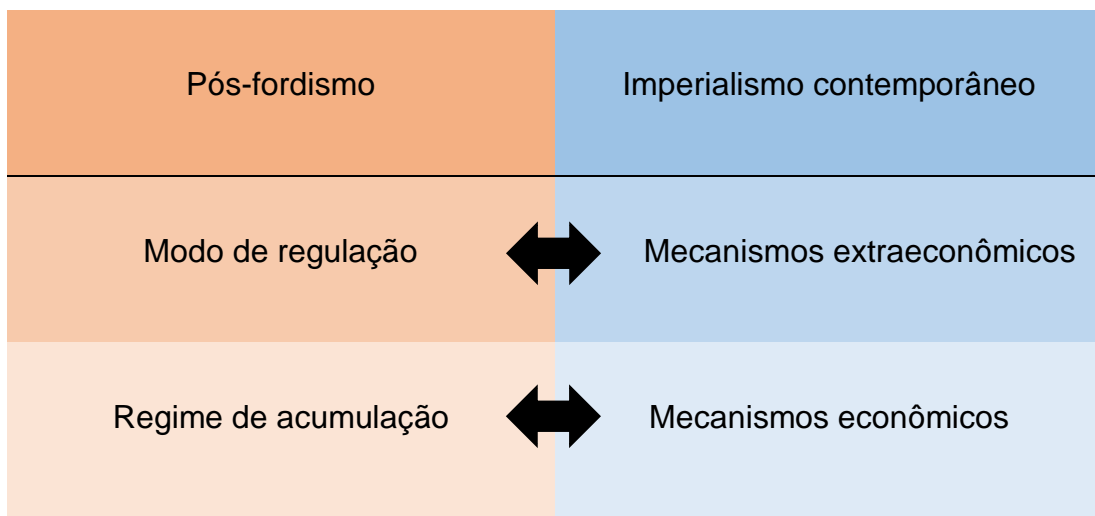 Pós-fordismo
Imperialismo contemporâneo
Modo de regulação
Mecanismos extraeconômicos
Regime de acumulação
Mecanismos econômicos